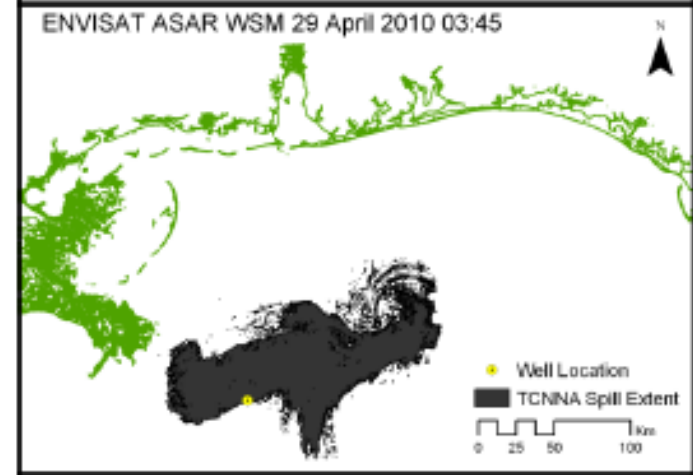 ENVISAT ASAR WSM 29 April 2010 03:45
N
Well Location
TCNNA Spill Extent
Km
0 25 50 100